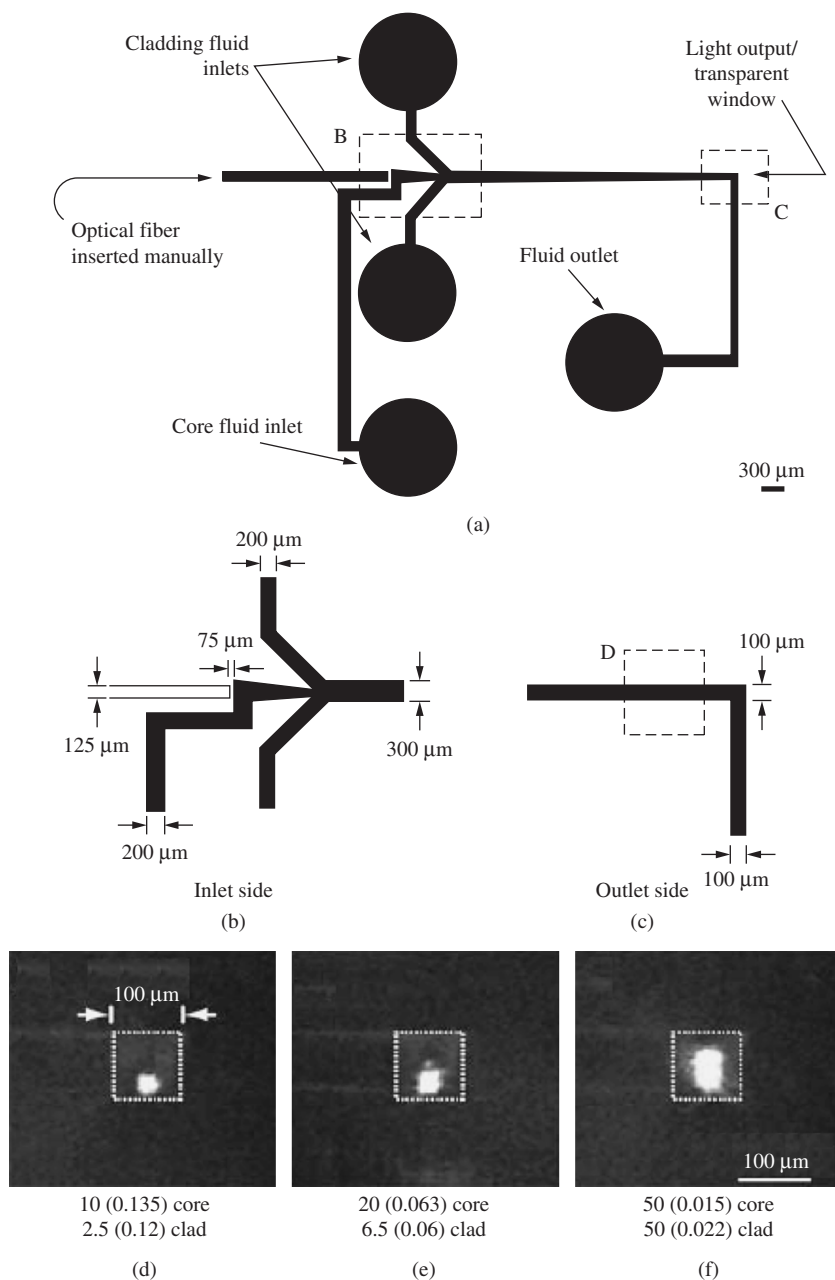 Cladding fluid
inlets
Light output/
transparent
window
B
C
Optical fiber
inserted manually
Fluid outlet
Core fluid inlet
300 μm
(a)
200 μm
75 μm
125 μm
300 μm
200 μm
Inlet side
(b)
D
100 μm
100 μm
Outlet side
(c)
100 μm
100 μm
10 (0.135) core
2.5 (0.12) clad
(d)
20 (0.063) core
6.5 (0.06) clad
(e)
50 (0.015) core
50 (0.022) clad
(f)